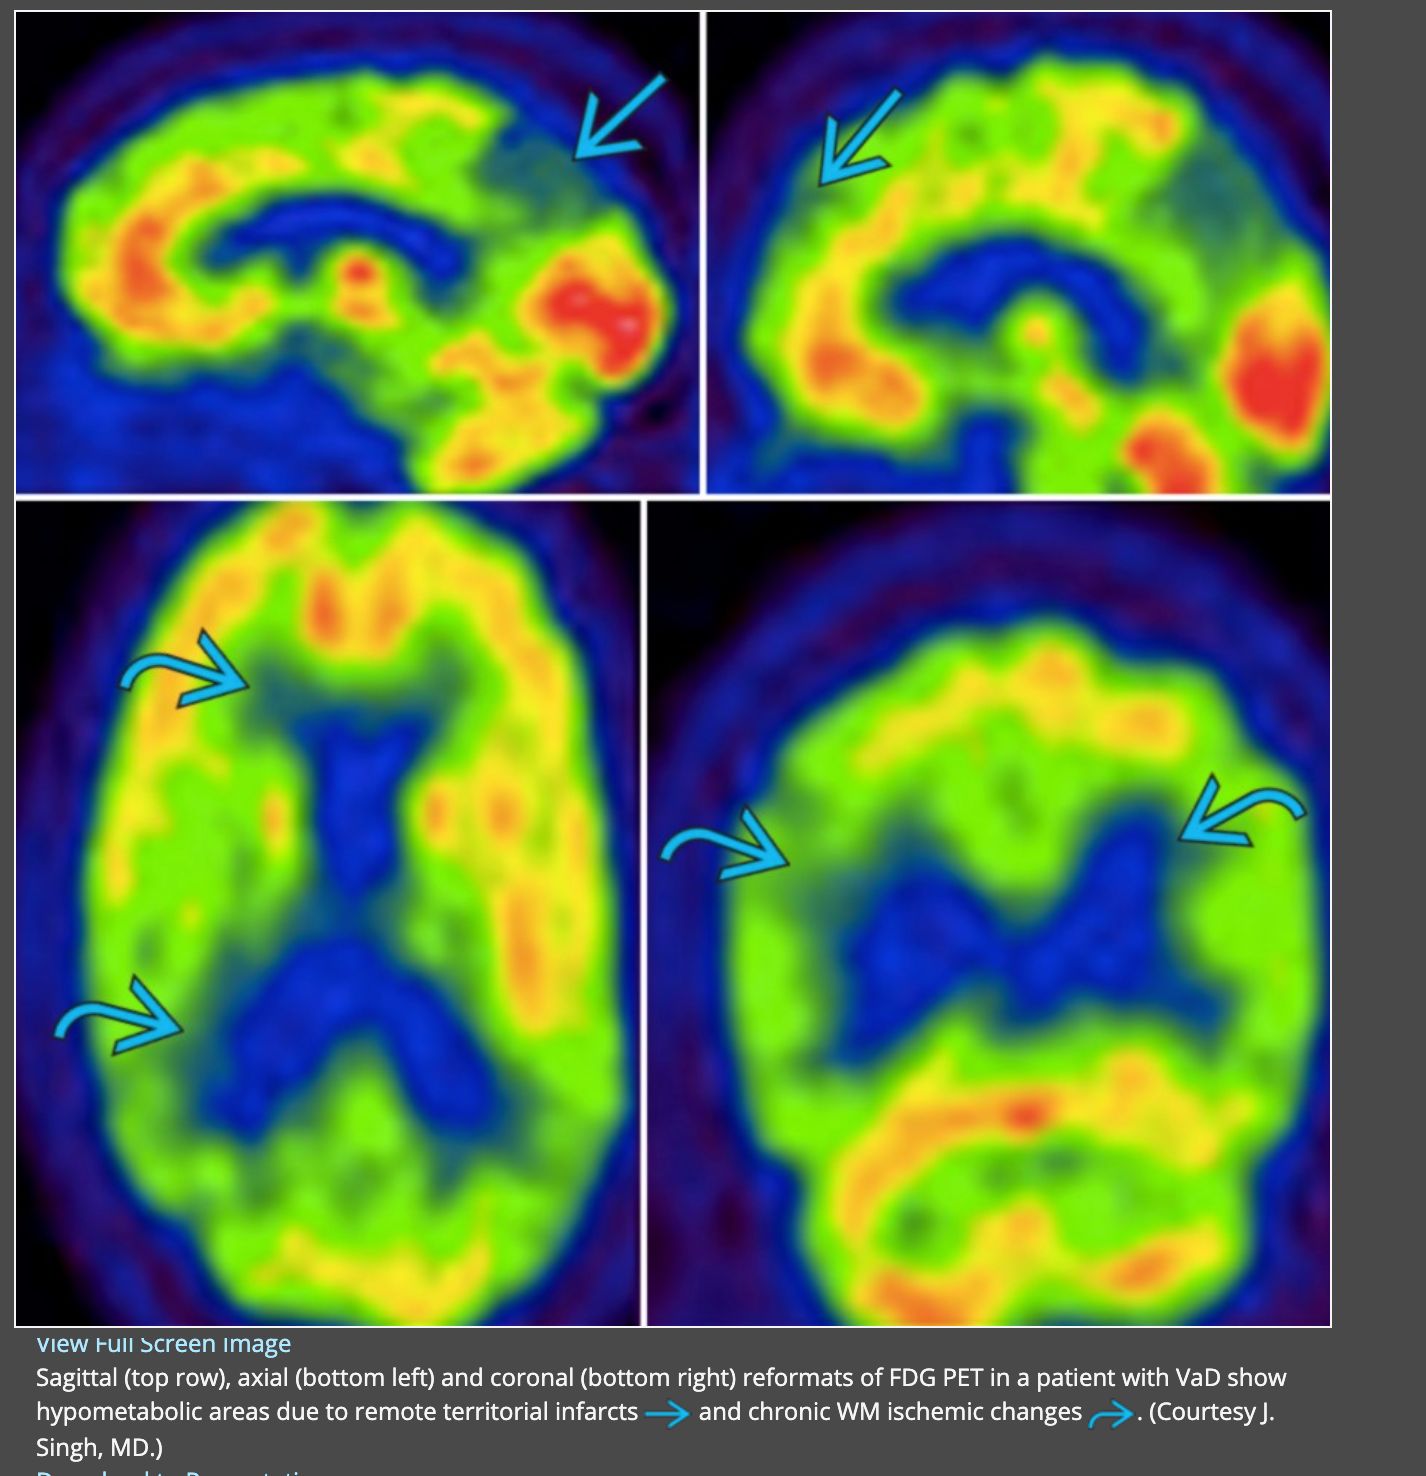 View Full Screen Image
Sagittal (top row), axial (bottom left) and coronal (bottom right) reformats of FDG PET in a patient with VaD show
hypometabolic areas due to remote territorial infarcts and chronic WM ischemic changes . (Courtesy J.
Singh, MD.)